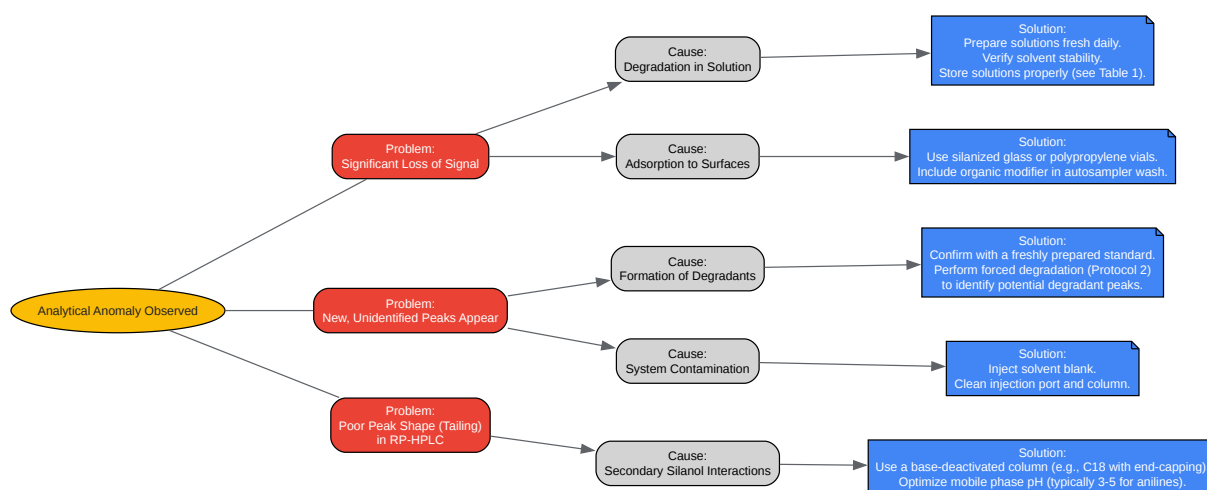 Analytical Anomaly Observed
Problem:
Significant Loss of Signal
Cause:
Degradation in Solution
Solution:
Prepare solutions fresh daily.
Verify solvent stability.
Store solutions properly (see Table 1).
Cause:
Adsorption to Surfaces
Solution:
Use silanized glass or polypropylene vials.
Include organic modifier in autosampler wash.
Problem:
New, Unidentified Peaks Appear
Cause:
Formation of Degradants
Solution:
Confirm with a freshly prepared standard.
Perform forced degradation (Protocol 2)
to identify potential degradant peaks.
Cause:
System Contamination
Solution:
Inject solvent blank.
Clean injection port and column.
Problem:
Poor Peak Shape (Tailing)
in RP-HPLC
Cause:
Secondary Silanol Interactions
Solution:
Use a base-deactivated column (e.g., C18 with end-capping)
Optimize mobile phase pH (typically 3-5 for anilines).